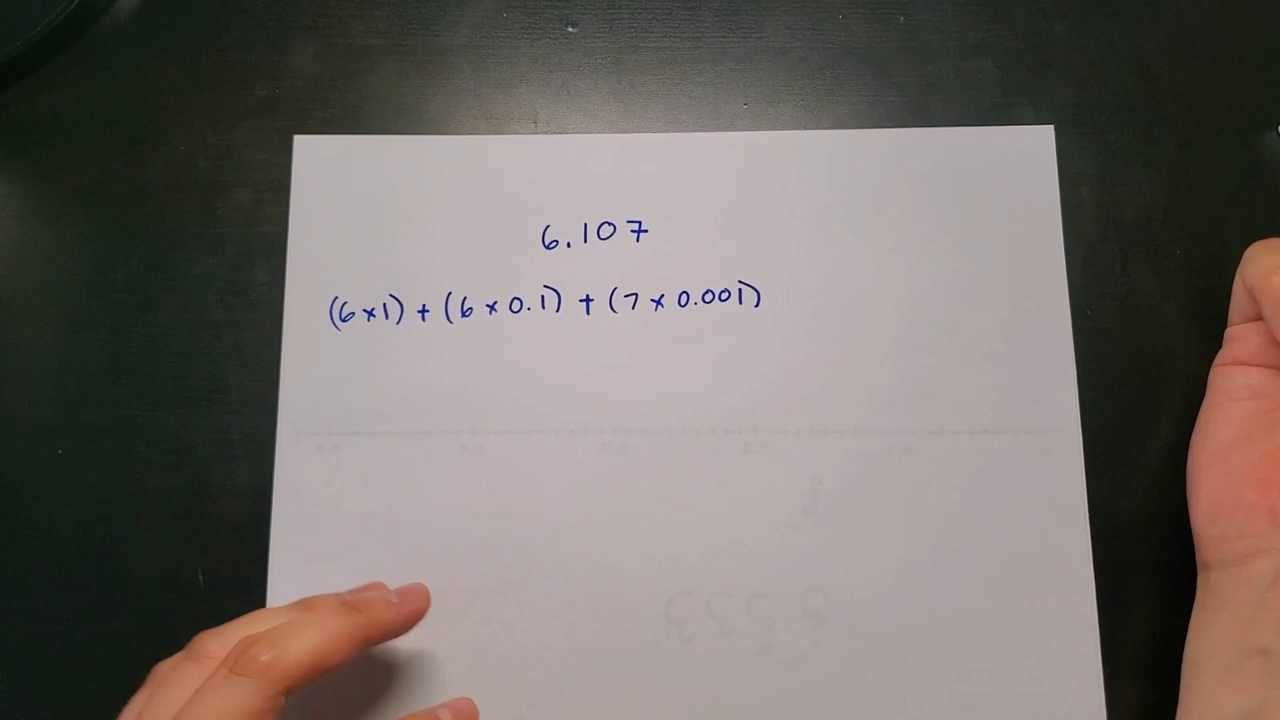 6.107
(6×1) + (6×0.1) + (7×0.001)